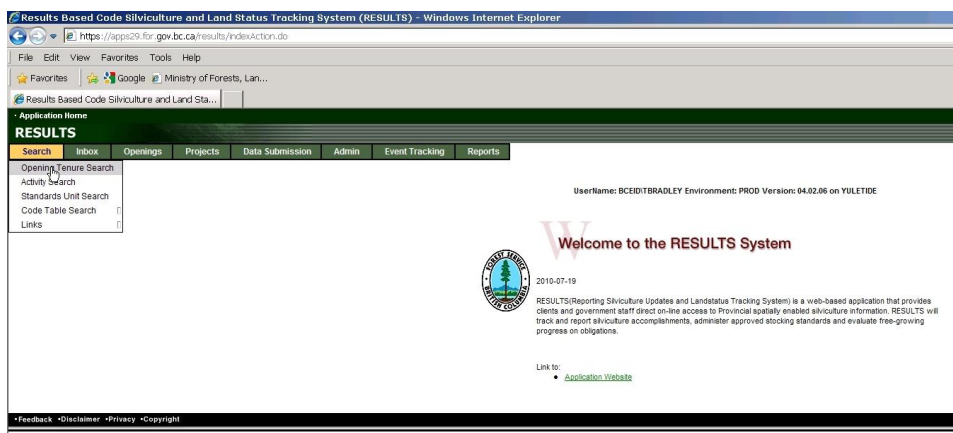 Results Based Code Silviculture and Land Status Tracking System (RESULTS) - Windows Internet Explorer
https://apps29.for.gov.bc.ca/results/indexAction.do
File Edit View Favorites Tools Help
Favorites Google Ministry of Forests, Lan...
Results Based Code Silviculture and Land Sta...
· Application Home
RESULTS
Search Inbox Openings Projects Data Submission Admin Event Tracking Reports
Opening Tenure Search
Activity Search
Standards Unit Search
Code Table Search
Links
UserName: BCEID\TBRADLEY Environment: PROD Version: 04.02.06 on YULETIDE
W
Welcome to the RESULTS System
FOREST SERVICE
BRITISH COLUMBIA
2010-07-19
RESULTS(Reporting Silviculture Updates and Landstatus Tracking System) is a web-based application that provides
clients and government staff direct on-line access to Provincial spatially enabled silviculture information. RESULTS will
track and report silviculture accomplishments, administer approved stocking standards and evaluate free-growing
progress on obligations.
Link to:
• Application Website
•Feedback •Disclaimer •Privacy •Copyright